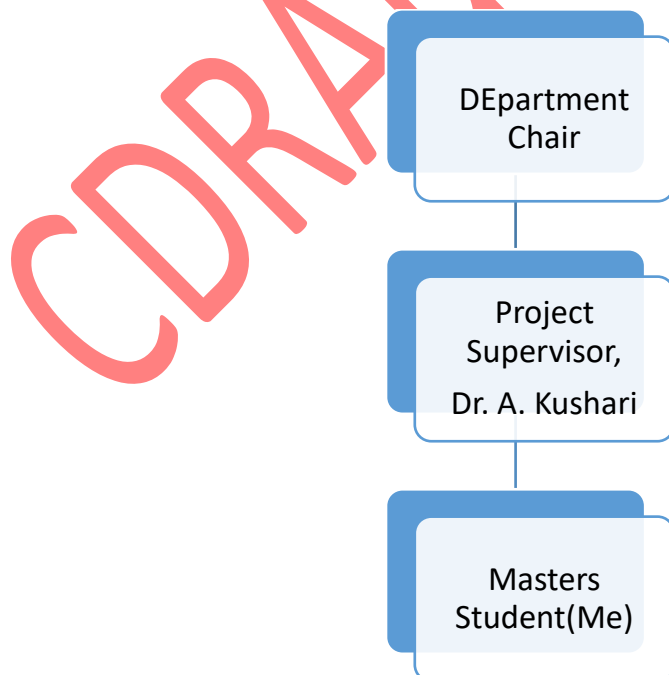 CDRA
DEpartment
Chair
Project
Supervisor,
Dr. A. Kushari
Masters
Student(Me)